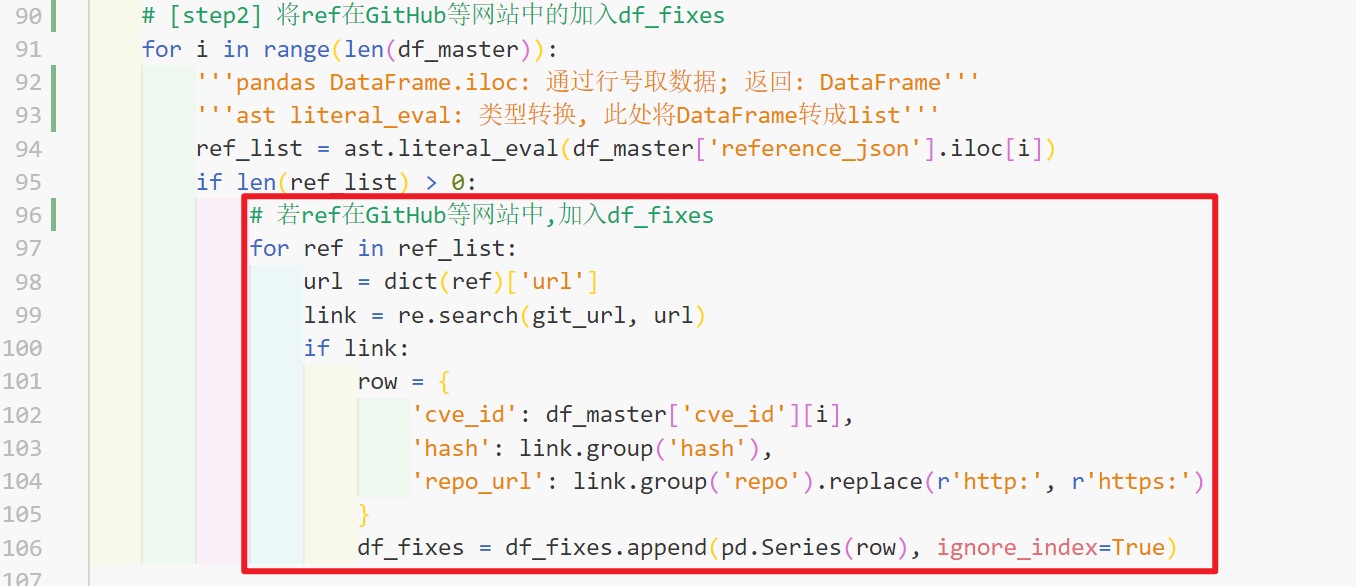 90 # [step2] 将ref在GitHub等网站中的加入df_fixes
91 for i in range(len(df_master)):
92 '''pandas DataFrame.iloc: 通过行号取数据; 返回: DataFrame'''
93 '''ast literal_eval: 类型转换, 此处将DataFrame转成list'''
94 ref_list = ast.literal_eval(df_master['reference_json'].iloc[i])
95 if len(ref_list) > 0:
96 # 若ref在GitHub等网站中,加入df_fixes
97 for ref in ref_list:
98 url = dict(ref)['url']
99 link = re.search(git_url, url)
100 if link:
101 row = {
102 'cve_id': df_master['cve_id'][i],
103 'hash': link.group('hash'),
104 'repo_url': link.group('repo').replace(r'http:', r'https:')
105 }
106 df_fixes = df_fixes.append(pd.Series(row), ignore_index=True)
107